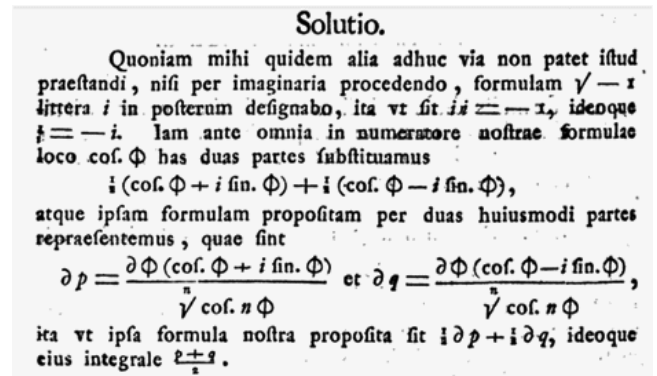 Solutio.
Quoniam mihi quidem alia adhuc via non patet iſtud
praeſtandi, niſi per imaginaria procedendo, formulam √ − 1
littera i in poſterum deſignabo, ita vt ſit ii = − 1, ideoque
1/i = − i. Iam ante omnia in numeratore noſtrae formulae
loco coſ. Φ has duas partes ſubſtituamus
½ (coſ. Φ + i ſin. Φ) + ½ (coſ. Φ − i ſin. Φ),
atque ipſam formulam propoſitam per duas huiusmodi partes
repraeſentemus, quae ſint
∂ p = ∂ Φ (coſ. Φ + i ſin. Φ) / ⁿ√ coſ. n Φ et ∂ q = ∂ Φ (coſ. Φ − i ſin. Φ) / ⁿ√ coſ. n Φ,
ita vt ipſa formula noſtra propoſita ſit ½ ∂ p + ½ ∂ q, ideoque
eius integrale (p + q)/2.